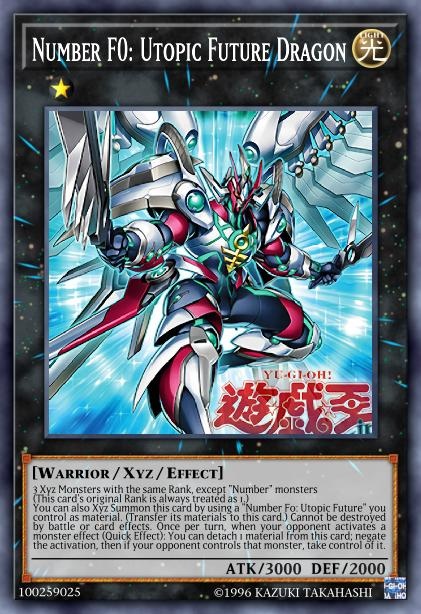 Number F0: Utopic Future Dragon
LIGHT
光
YU-GI-OH!
遊戯王
[Warrior / Xyz / Effect]
3 Xyz Monsters with the same Rank, except "Number" monsters
(This card's original Rank is always treated as 1.)
You can also Xyz Summon this card by using a "Number F0: Utopic Future" you
control as material. (Transfer its materials to this card.) Cannot be destroyed
by battle or card effects. Once per turn, when your opponent activates a
monster effect (Quick Effect): You can detach 1 material from this card; negate
the activation, then if your opponent controls that monster, take control of it.
ATK/3000 DEF/2000
100259025
©1996 KAZUKI TAKAHASHI